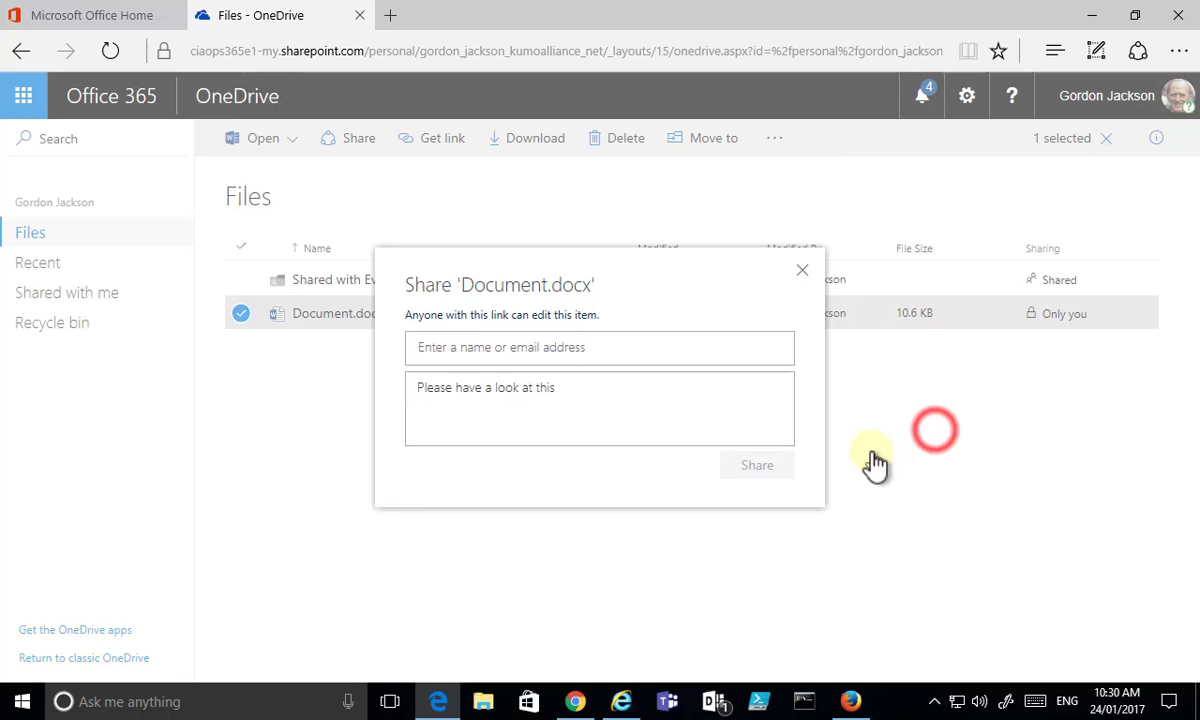 Microsoft Office Home
Files - OneDrive
ciaops365e1-my.sharepoint.com/personal/gordon_jackson_kumoalliance_net/_layouts/15/onedrive.aspx?id=%2fpersonal%2fgordon_jackson
Office 365
OneDrive
4
?
Gordon Jackson
Search
Open
Share
Get link
Download
Delete
Move to
1 selected
Files
Gordon Jackson
Files
Recent
Shared with me
Recycle bin
Name
File Size
Sharing
Shared with
Shared
Document.doc
10.6 KB
Only you
Share 'Document.docx'
Anyone with this link can edit this item.
Enter a name or email address
Please have a look at this
Share
Get the OneDrive apps
Return to classic OneDrive
Ask me anything
1
ENG
10:30 AM
24/01/2017